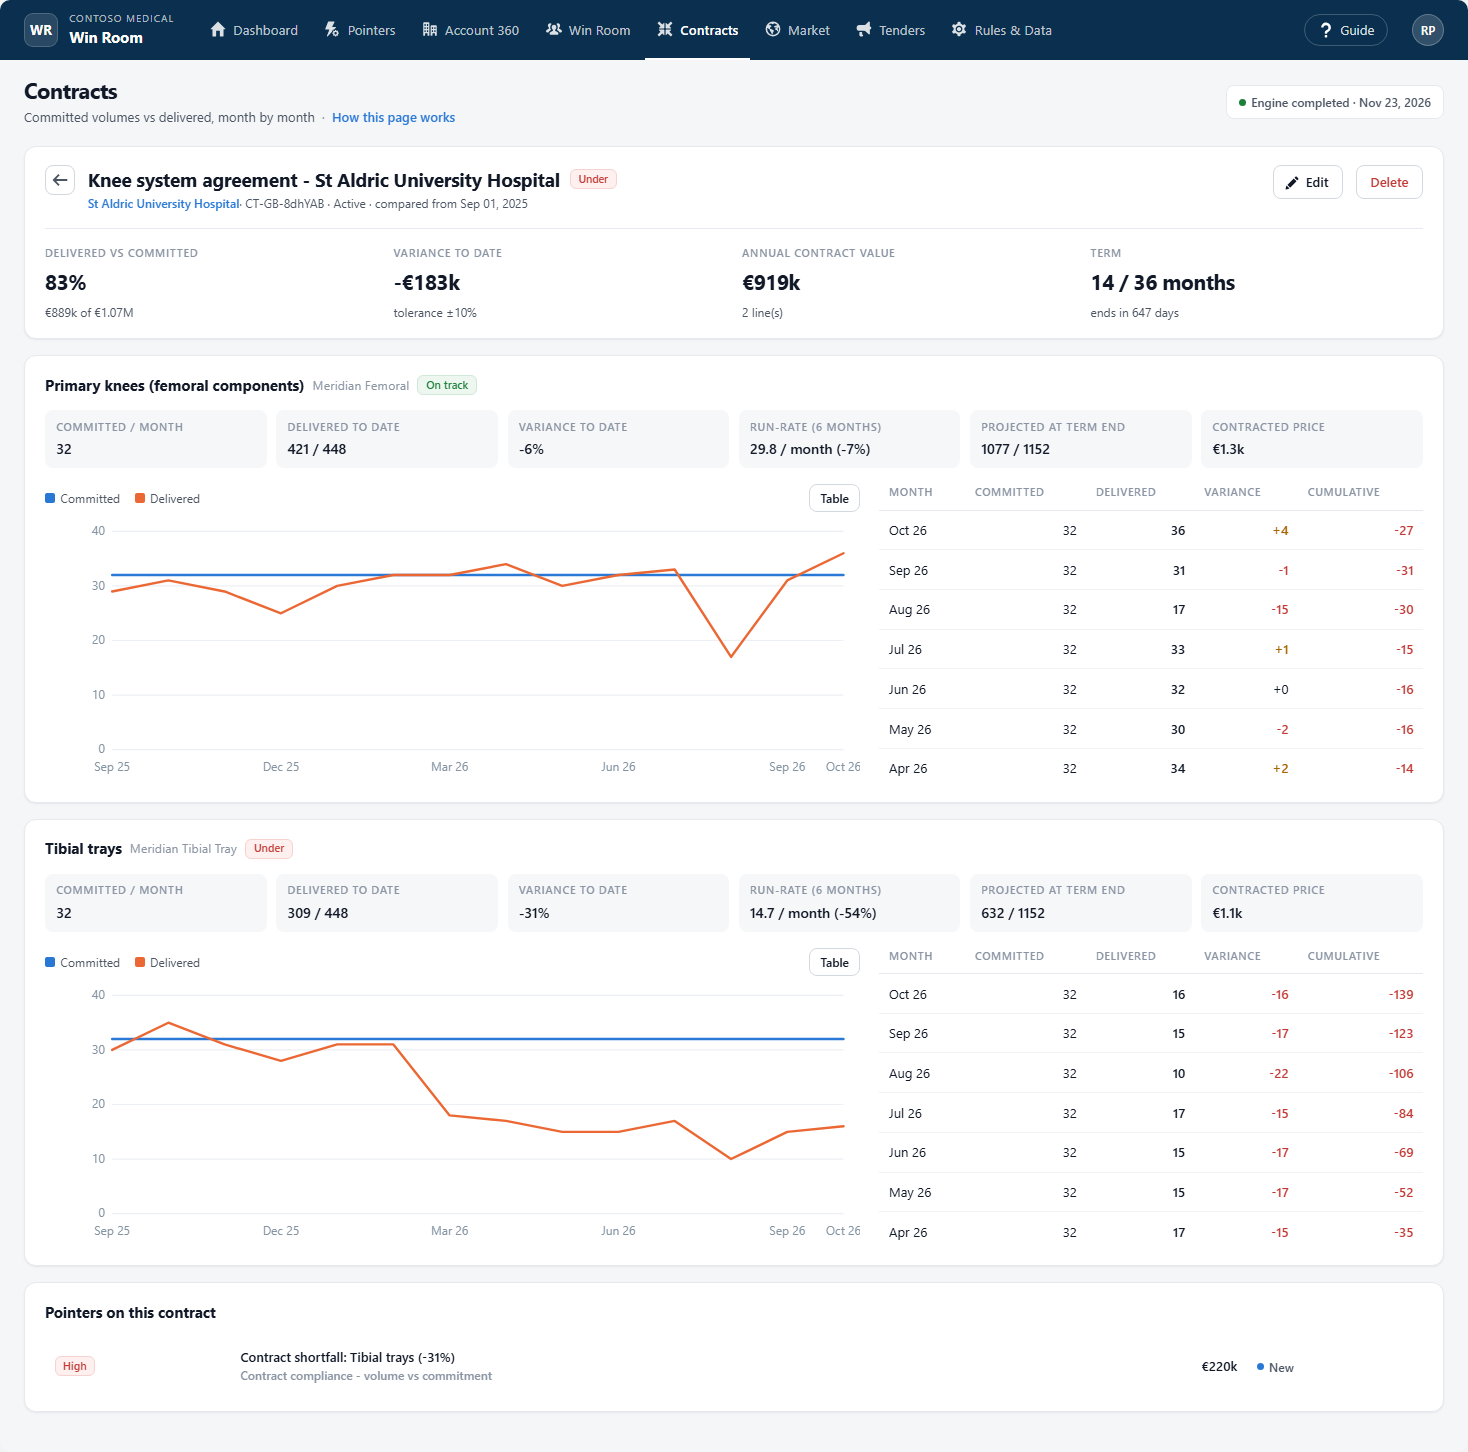 WR
CONTOSO MEDICAL
Win Room
Dashboard
Pointers
Account 360
Win Room
Contracts
Market
Tenders
Rules & Data
Guide
RP
Contracts
Committed volumes vs delivered, month by month · How this page works
Engine completed · Nov 23, 2026
Knee system agreement - St Aldric University Hospital Under
St Aldric University Hospital· CT-GB-8dhYAB · Active · compared from Sep 01, 2025
Edit
Delete
DELIVERED VS COMMITTED
83%
€889k of €1.07M
VARIANCE TO DATE
-€183k
tolerance ±10%
ANNUAL CONTRACT VALUE
€919k
2 line(s)
TERM
14 / 36 months
ends in 647 days
Primary knees (femoral components) Meridian Femoral On track
COMMITTED / MONTH
32
DELIVERED TO DATE
421 / 448
VARIANCE TO DATE
-6%
RUN-RATE (6 MONTHS)
29.8 / month (-7%)
PROJECTED AT TERM END
1077 / 1152
CONTRACTED PRICE
€1.3k
Committed Delivered
Table
40
30
20
10
0
Sep 25 Dec 25 Mar 26 Jun 26 Sep 26 Oct 26
MONTH COMMITTED DELIVERED VARIANCE CUMULATIVE
Oct 26 32 36 +4 -27
Sep 26 32 31 -1 -31
Aug 26 32 17 -15 -30
Jul 26 32 33 +1 -15
Jun 26 32 32 +0 -16
May 26 32 30 -2 -16
Apr 26 32 34 +2 -14
Tibial trays Meridian Tibial Tray Under
COMMITTED / MONTH
32
DELIVERED TO DATE
309 / 448
VARIANCE TO DATE
-31%
RUN-RATE (6 MONTHS)
14.7 / month (-54%)
PROJECTED AT TERM END
632 / 1152
CONTRACTED PRICE
€1.1k
Committed Delivered
Table
40
30
20
10
0
Sep 25 Dec 25 Mar 26 Jun 26 Sep 26 Oct 26
MONTH COMMITTED DELIVERED VARIANCE CUMULATIVE
Oct 26 32 16 -16 -139
Sep 26 32 15 -17 -123
Aug 26 32 10 -22 -106
Jul 26 32 17 -15 -84
Jun 26 32 15 -17 -69
May 26 32 15 -17 -52
Apr 26 32 17 -15 -35
Pointers on this contract
High
Contract shortfall: Tibial trays (-31%)
Contract compliance - volume vs commitment
€220k
New